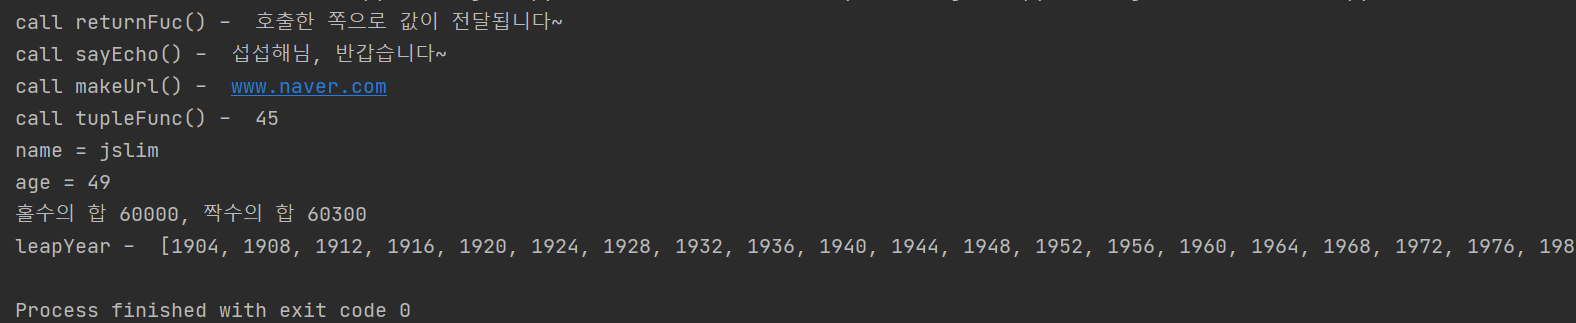 call returnFuc() -  호출한 쪽으로 값이 전달됩니다~
call sayEcho() -  섭섭해님, 반갑습니다~
call makeUrl() -  www.naver.com
call tupleFunc() -  45
name = jslim
age = 49
홀수의 합 60000, 짝수의 합 60300
leapYear -  [1904, 1908, 1912, 1916, 1920, 1924, 1928, 1932, 1936, 1940, 1944, 1948, 1952, 1956, 1960, 1964, 1968, 1972, 1976, 198
Process finished with exit code 0